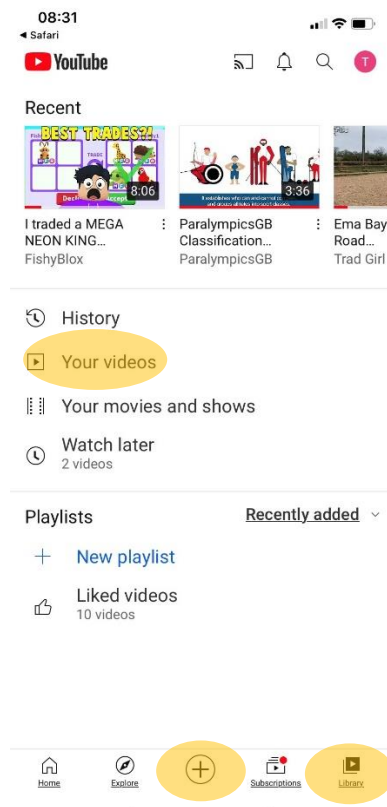 08:31
Safari
YouTube
T
Recent
BEST TRADES?!
TRADE
8:06
3:36
I traded a MEGA
NEON KING...
FishyBlox
ParalympicsGB
Classification...
ParalympicsGB
Ema Bay
Road...
Trad Girl
History
Your videos
Your movies and shows
Watch later
2 videos
Playlists
Recently added
New playlist
Liked videos
10 videos
Home
Explore
Subscriptions
Library